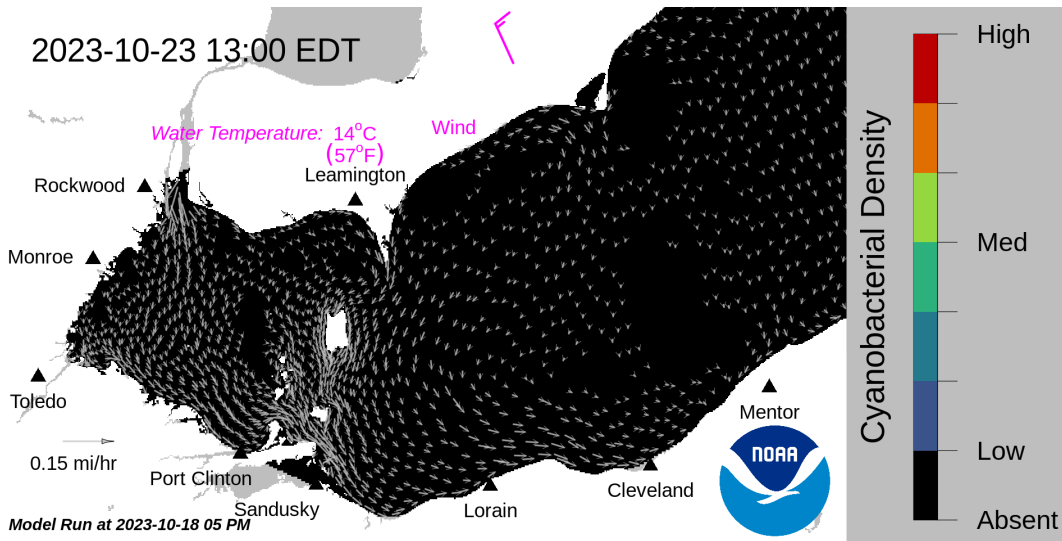 2023-10-23 13:00 EDT
High
Water Temperature: 14°C
(57°F)
Wind
Leamington
Rockwood
Monroe
Med
Cyanobacterial Density
Toledo
Mentor
0.15 mi/hr
NOAA
Port Clinton
Cleveland
Low
Sandusky
Lorain
Model Run at 2023-10-18 05 PM
Absent